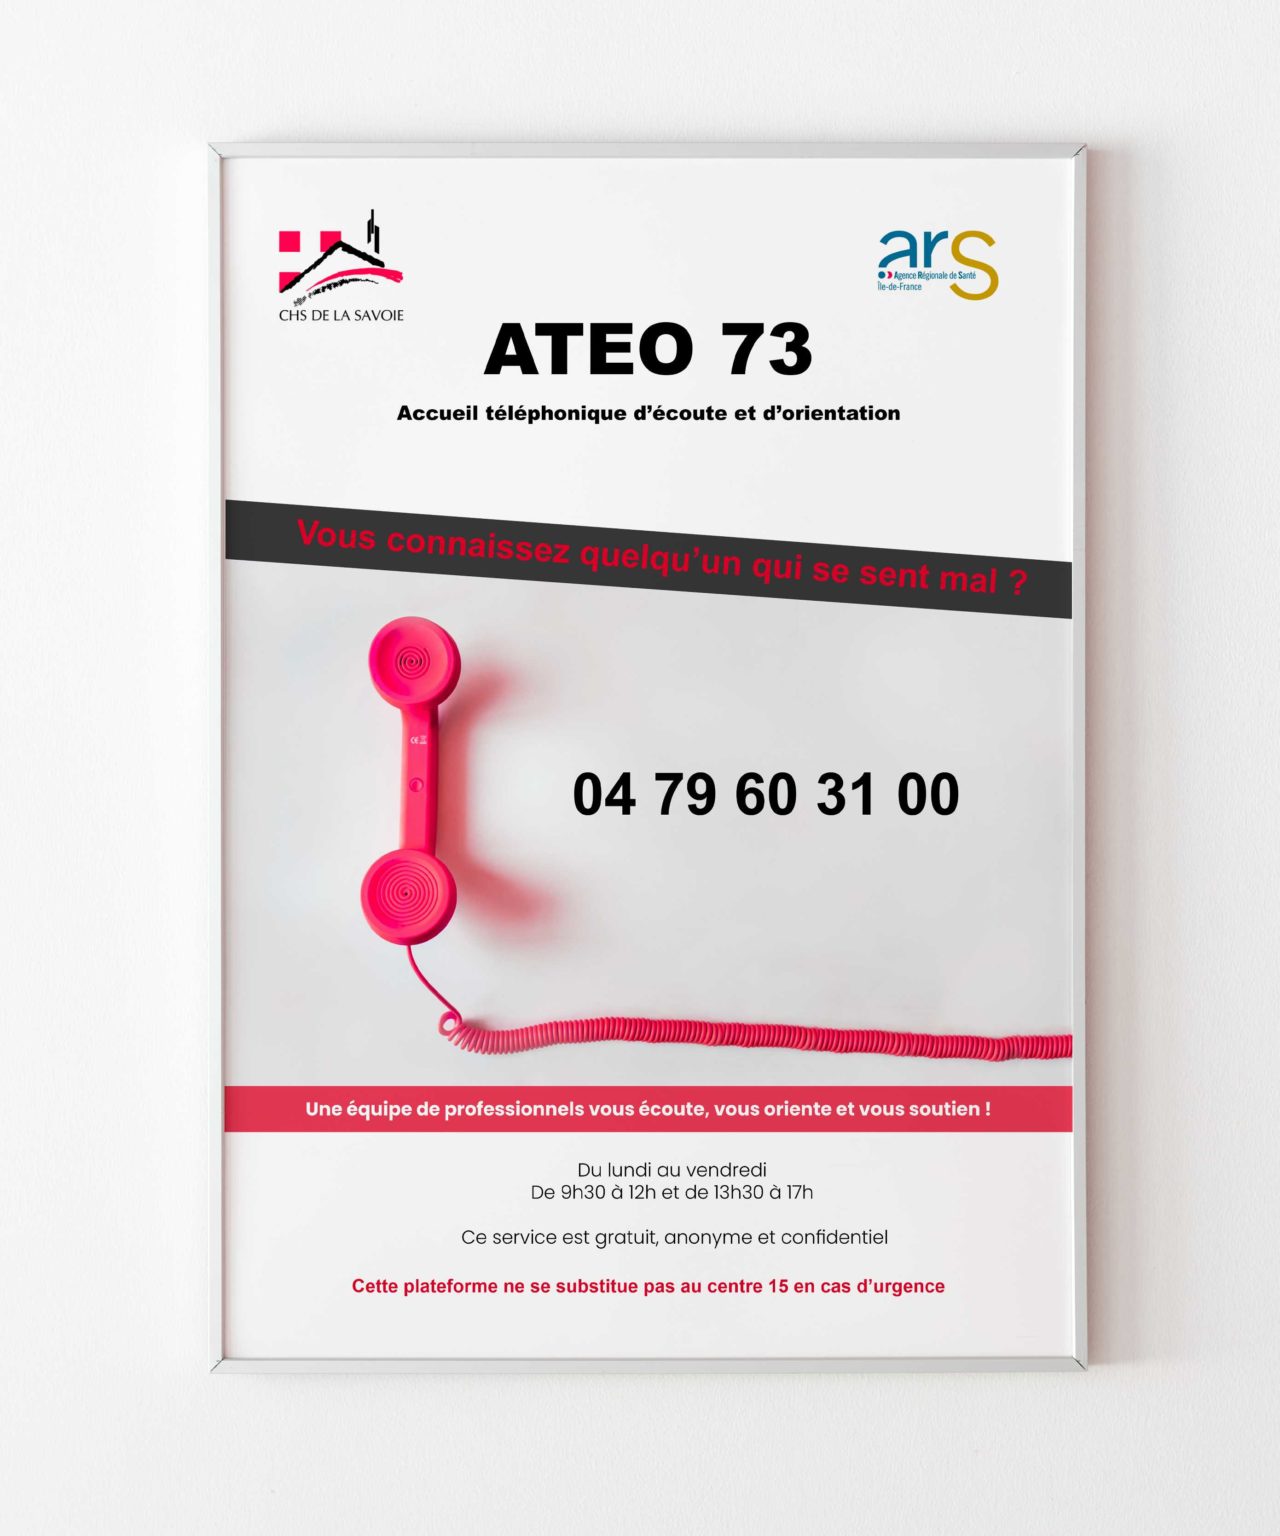 CHS DE LA SAVOIE
ars
Agence Régionale de Santé
Île-de-France
ATEO 73
Accueil téléphonique d'écoute et d'orientation
Vous connaissez quelqu'un qui se sent mal ?
CE
04 79 60 31 00
Une équipe de professionnels vous écoute, vous oriente et vous soutien !
Du lundi au vendredi
De 9h30 à 12h et de 13h30 à 17h
Ce service est gratuit, anonyme et confidentiel
Cette plateforme ne se substitue pas au centre 15 en cas d'urgence